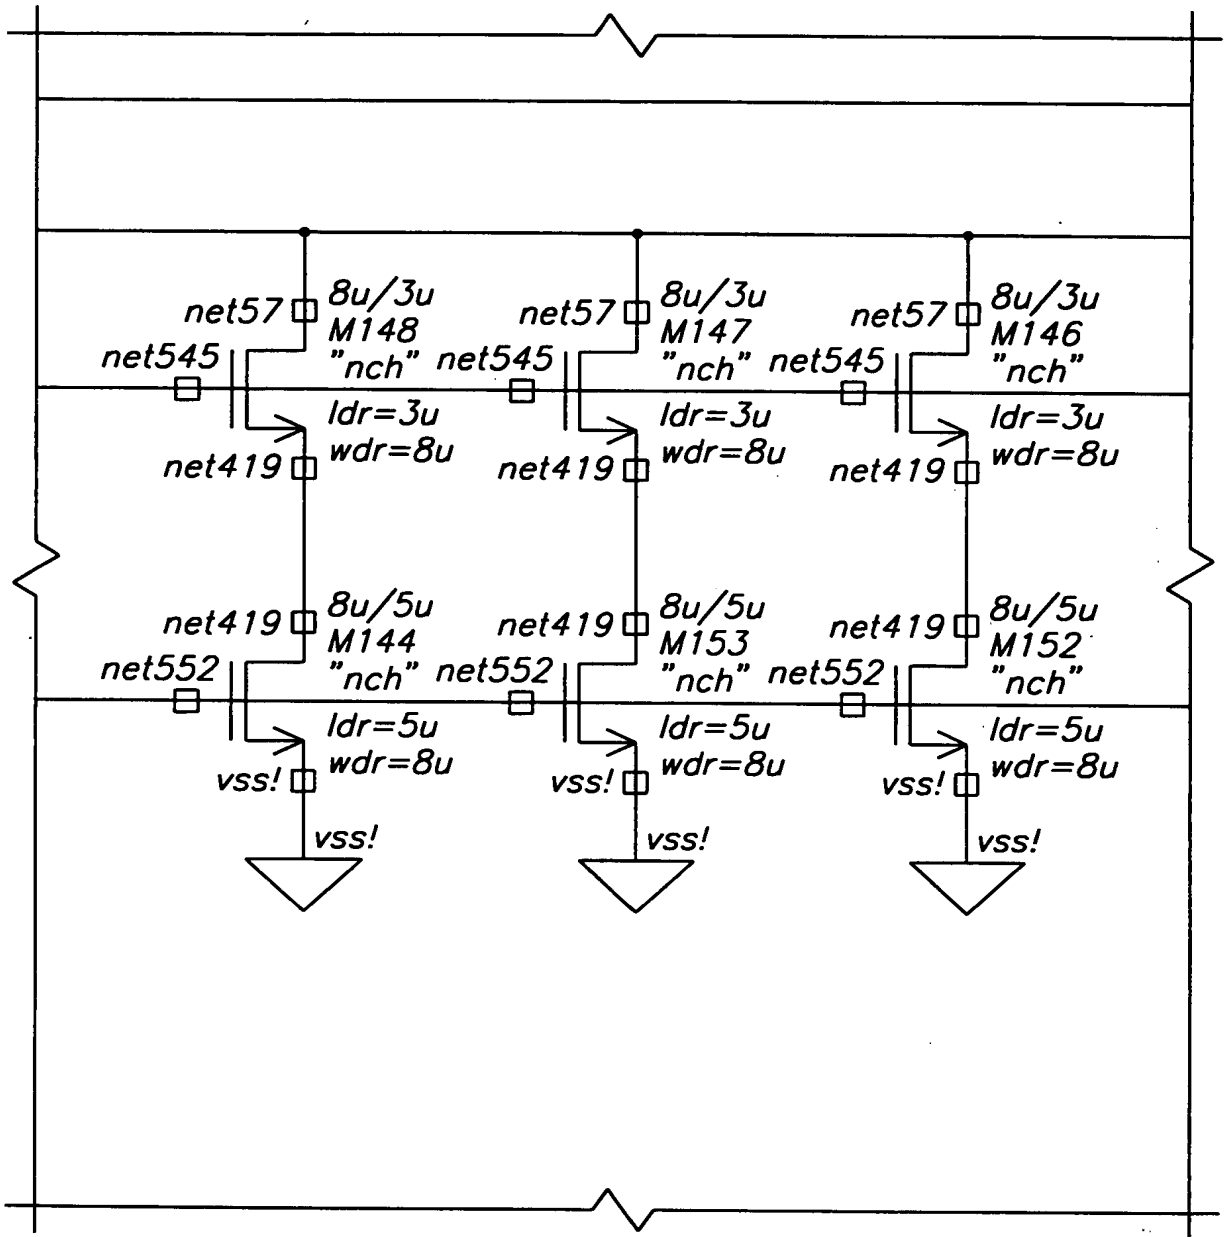 net57
8u/3u
M148
"nch"
net545
ldr=3u
wdr=8u
net419
net57
8u/3u
M147
"nch"
net545
ldr=3u
wdr=8u
net419
net57
8u/3u
M146
"nch"
net545
ldr=3u
wdr=8u
net419
net419
8u/5u
M144
"nch"
net552
ldr=5u
wdr=8u
vss!
vss!
net419
8u/5u
M153
"nch"
net552
ldr=5u
wdr=8u
vss!
vss!
net419
8u/5u
M152
"nch"
net552
ldr=5u
wdr=8u
vss!
vss!